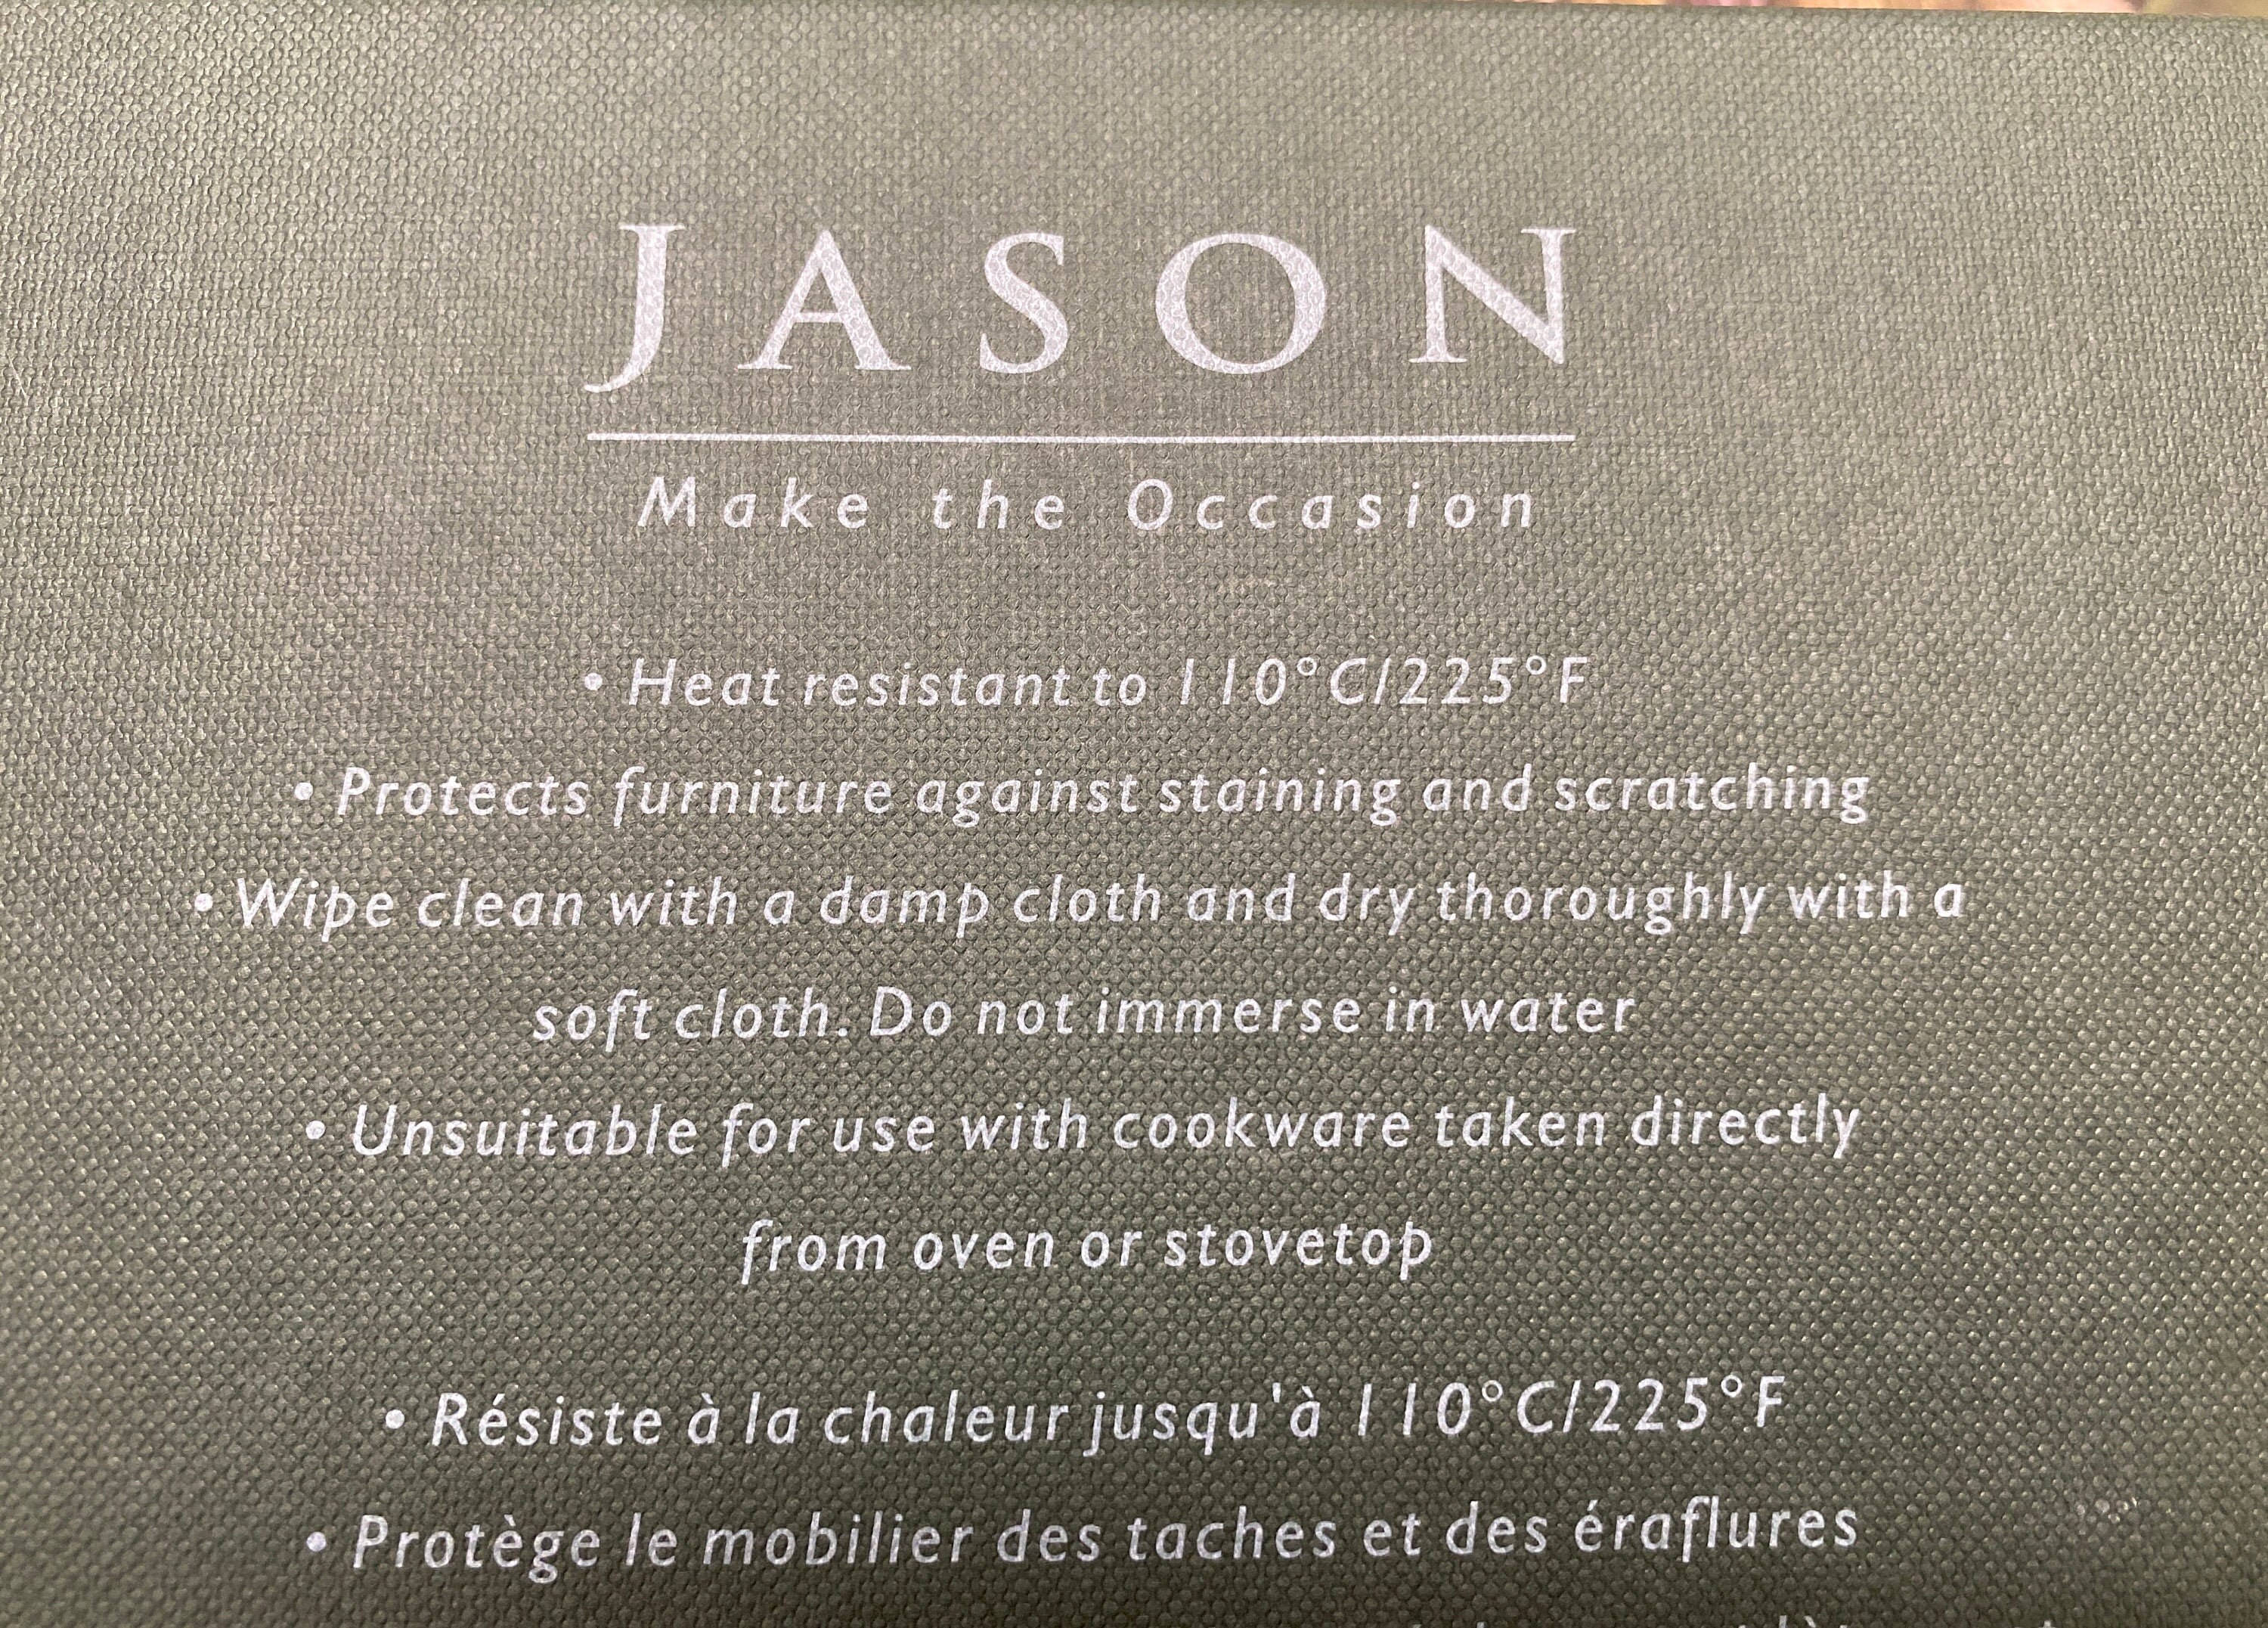 JASON
Make the Occasion
• Heat resistant to 110°C/225°F
• Protects furniture against staining and scratching
• Wipe clean with a damp cloth and dry thoroughly with a
soft cloth. Do not immerse in water
• Unsuitable for use with cookware taken directly
from oven or stovetop
• Résiste à la chaleur jusqu'à 110°C/225°F
• Protège le mobilier des taches et des éraflures